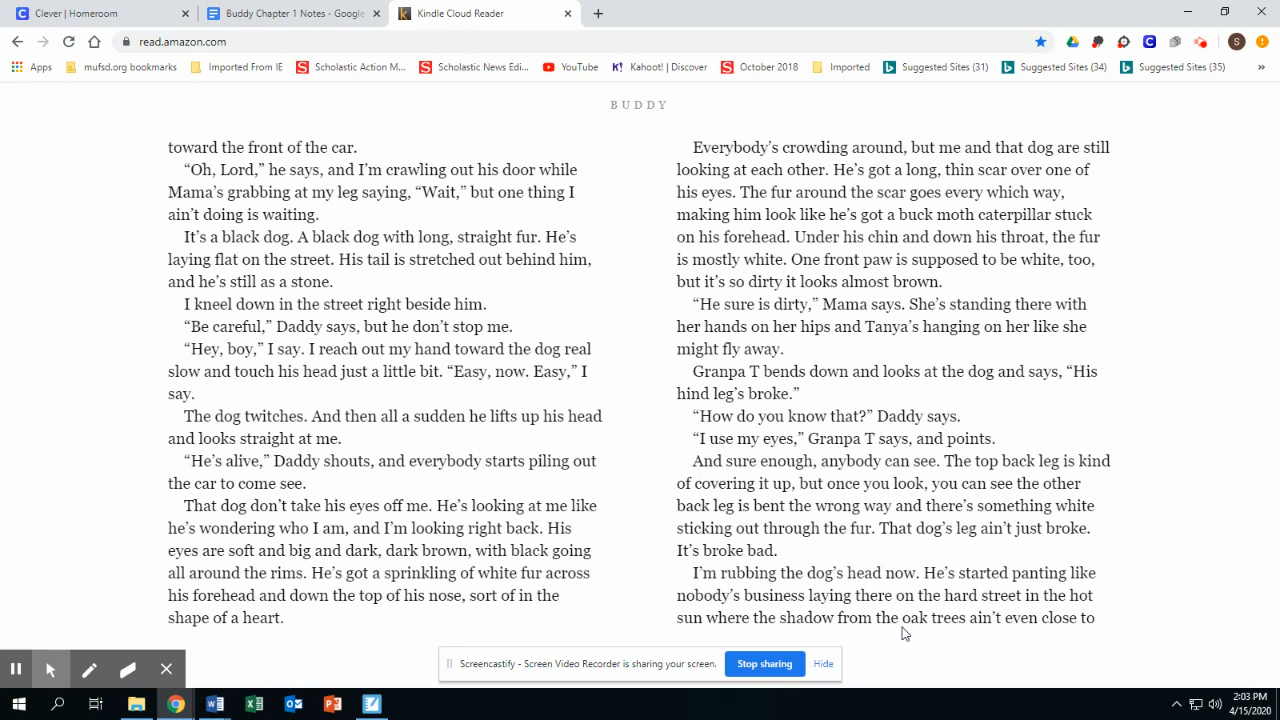 Clever | Homeroom
Buddy Chapter 1 Notes - Google
Kindle Cloud Reader
read.amazon.com
S
Apps
mufsd.org bookmarks
Imported From IE
Scholastic Action M...
Scholastic News Edi...
YouTube
Kahoot! | Discover
October 2018
Imported
Suggested Sites (31)
Suggested Sites (34)
Suggested Sites (35)
BUDDY
toward the front of the car.
“Oh, Lord,” he says, and I’m crawling out his door while
Mama’s grabbing at my leg saying, “Wait,” but one thing I
ain’t doing is waiting.
It’s a black dog. A black dog with long, straight fur. He’s
laying flat on the street. His tail is stretched out behind him,
and he’s still as a stone.
I kneel down in the street right beside him.
“Be careful,” Daddy says, but he don’t stop me.
“Hey, boy,” I say. I reach out my hand toward the dog real
slow and touch his head just a little bit. “Easy, now. Easy,” I
say.
The dog twitches. And then all a sudden he lifts up his head
and looks straight at me.
“He’s alive,” Daddy shouts, and everybody starts piling out
the car to come see.
That dog don’t take his eyes off me. He’s looking at me like
he’s wondering who I am, and I’m looking right back. His
eyes are soft and big and dark, dark brown, with black going
all around the rims. He’s got a sprinkling of white fur across
his forehead and down the top of his nose, sort of in the
shape of a heart.
Everybody’s crowding around, but me and that dog are still
looking at each other. He’s got a long, thin scar over one of
his eyes. The fur around the scar goes every which way,
making him look like he’s got a buck moth caterpillar stuck
on his forehead. Under his chin and down his throat, the fur
is mostly white. One front paw is supposed to be white, too,
but it’s so dirty it looks almost brown.
“He sure is dirty,” Mama says. She’s standing there with
her hands on her hips and Tanya’s hanging on her like she
might fly away.
Granpa T bends down and looks at the dog and says, “His
hind leg’s broke.”
“How do you know that?” Daddy says.
“I use my eyes,” Granpa T says, and points.
And sure enough, anybody can see. The top back leg is kind
of covering it up, but once you look, you can see the other
back leg is bent the wrong way and there’s something white
sticking out through the fur. That dog’s leg ain’t just broke.
It’s broke bad.
I’m rubbing the dog’s head now. He’s started panting like
nobody’s business laying there on the hard street in the hot
sun where the shadow from the oak trees ain’t even close to
Screencastify - Screen Video Recorder is sharing your screen.
Stop sharing
Hide
2:03 PM
4/15/2020